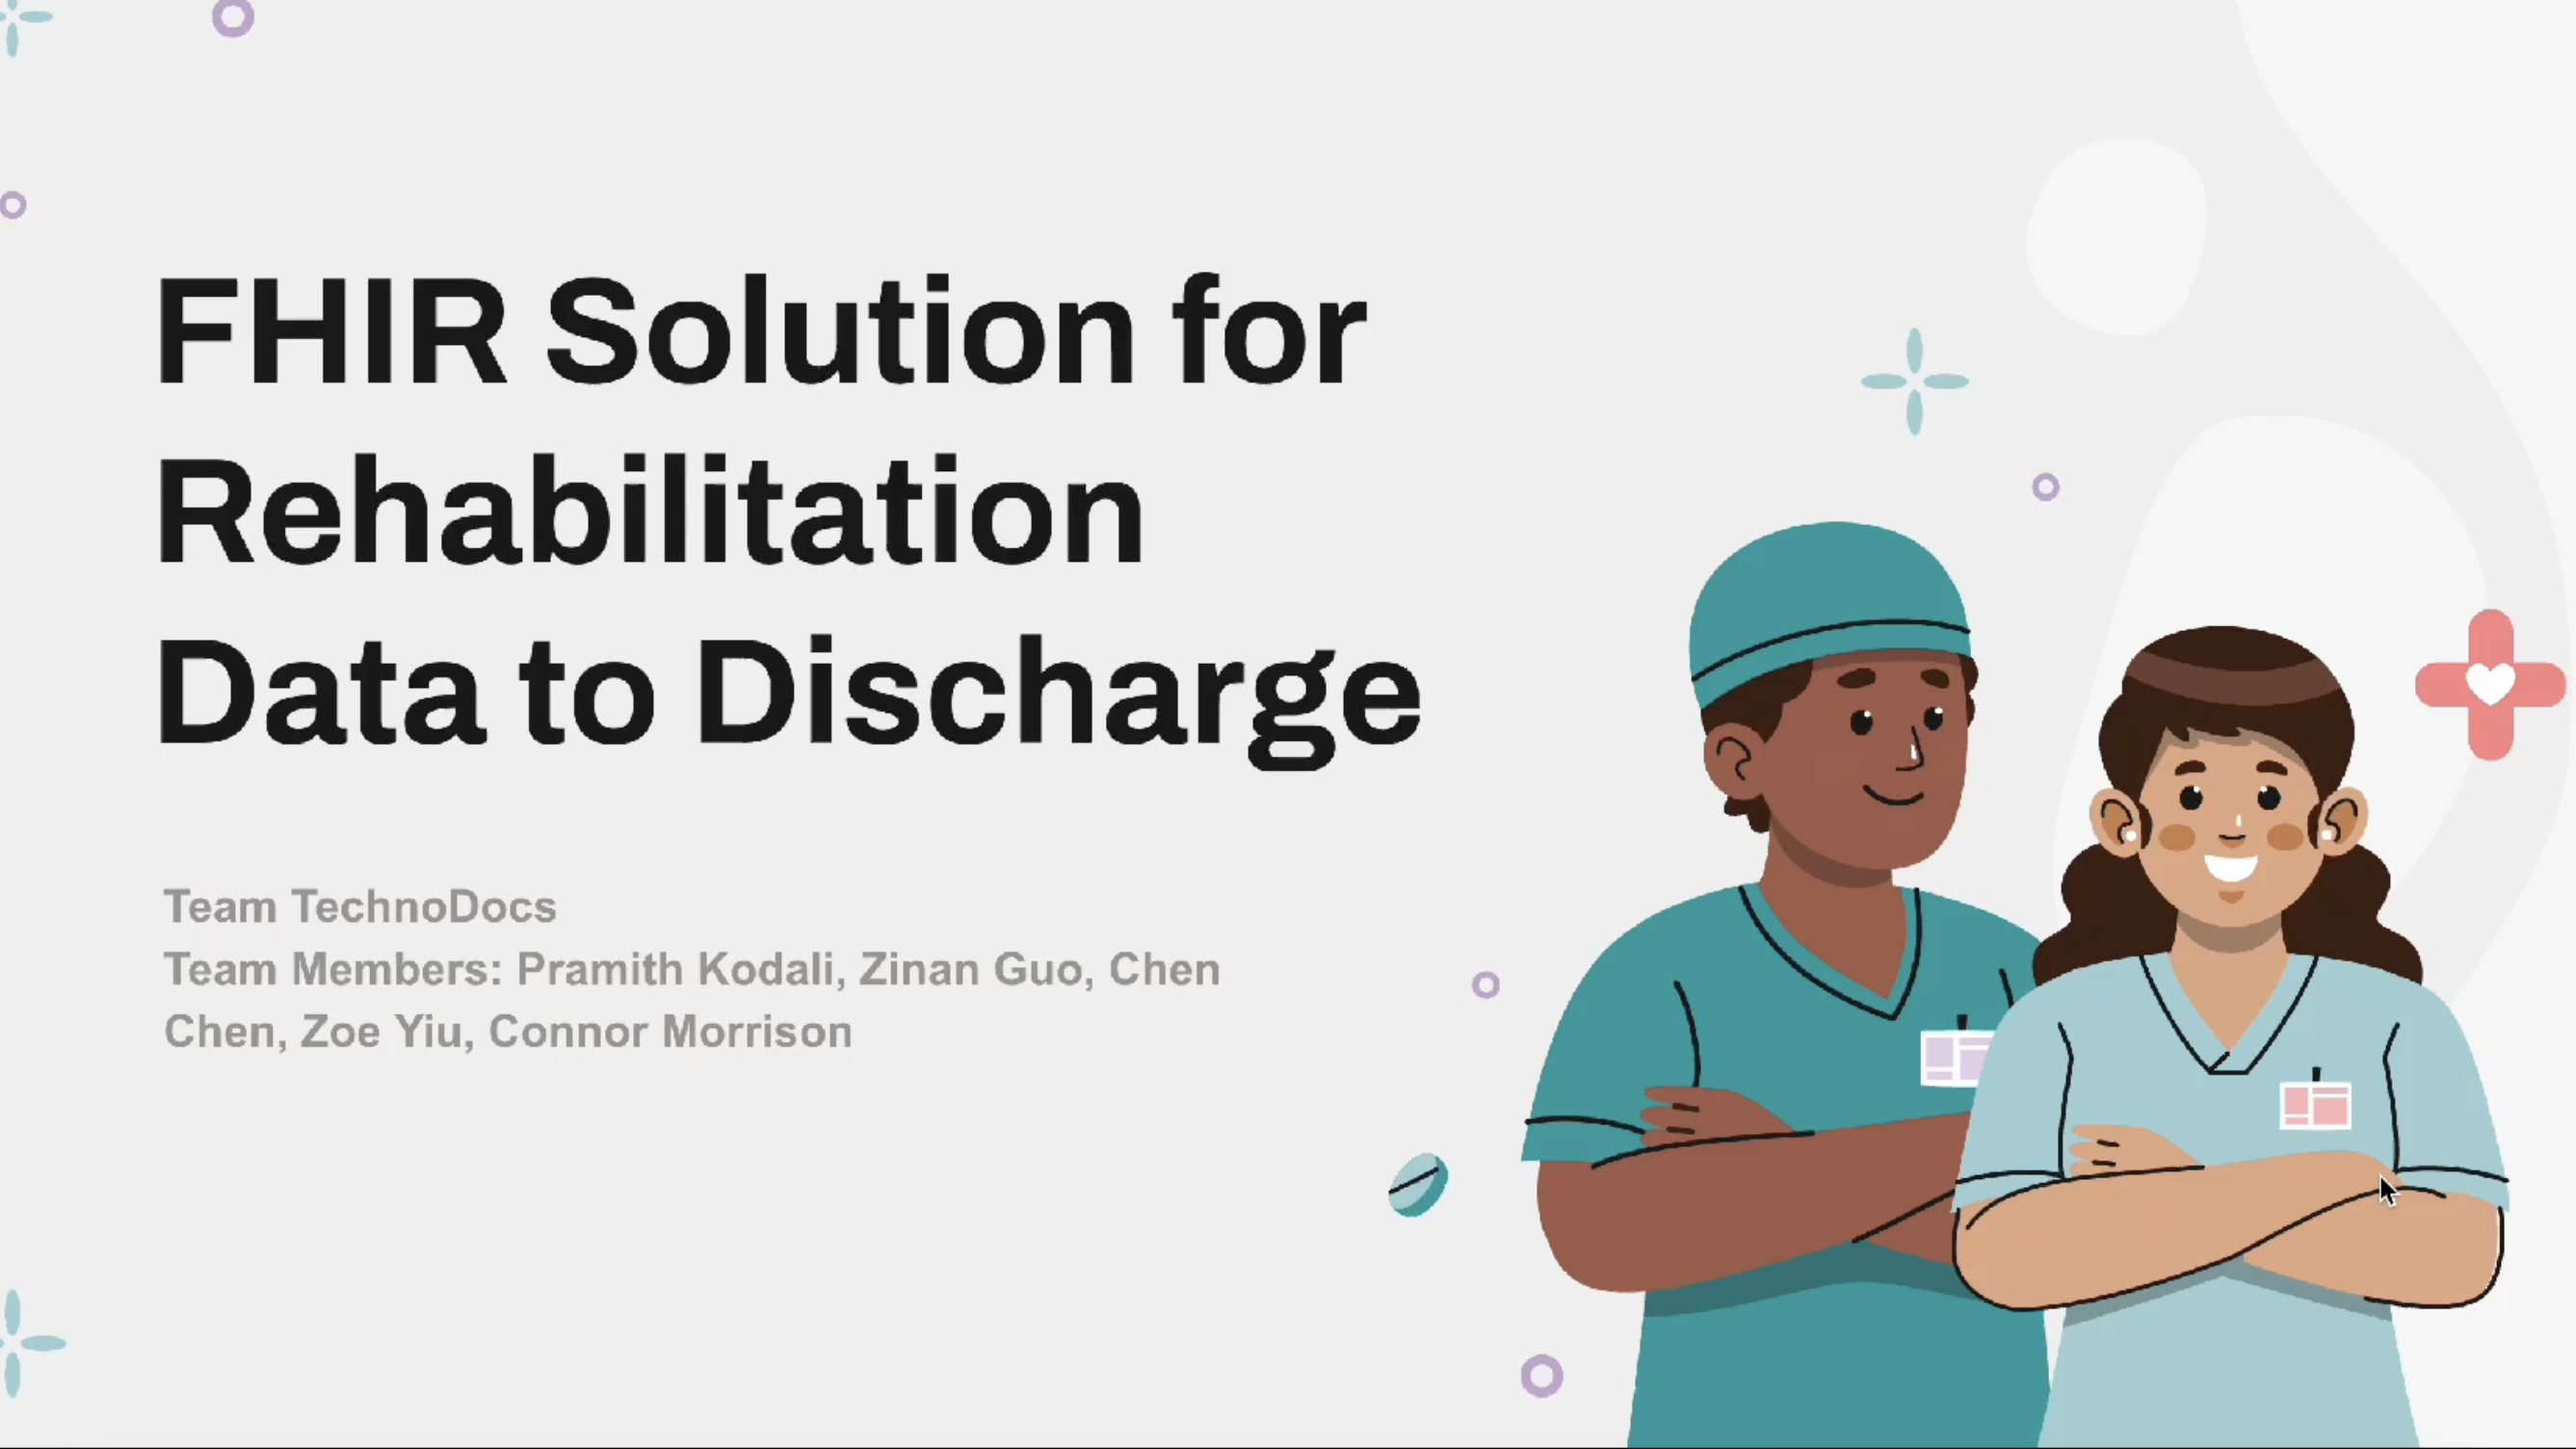 FHIR Solution for
Rehabilitation
Data to Discharge
Team TechnoDocs
Team Members: Pramith Kodali, Zinan Guo, Chen
Chen, Zoe Yiu, Connor Morrison